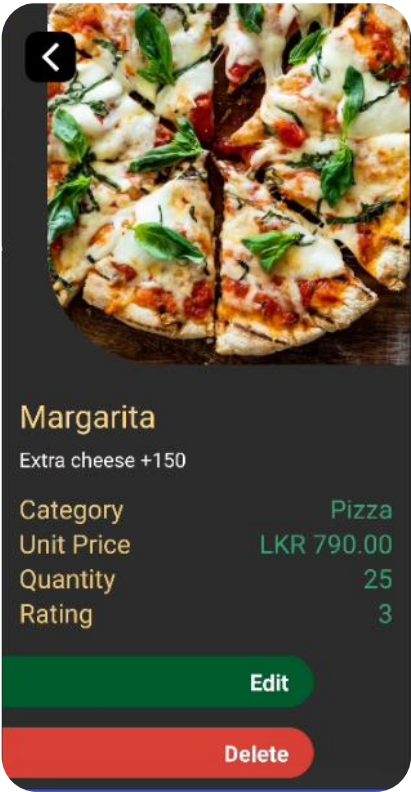 Margarita
Extra cheese +150
Category Pizza
Unit Price LKR 790.00
Quantity 25
Rating 3
Edit
Delete